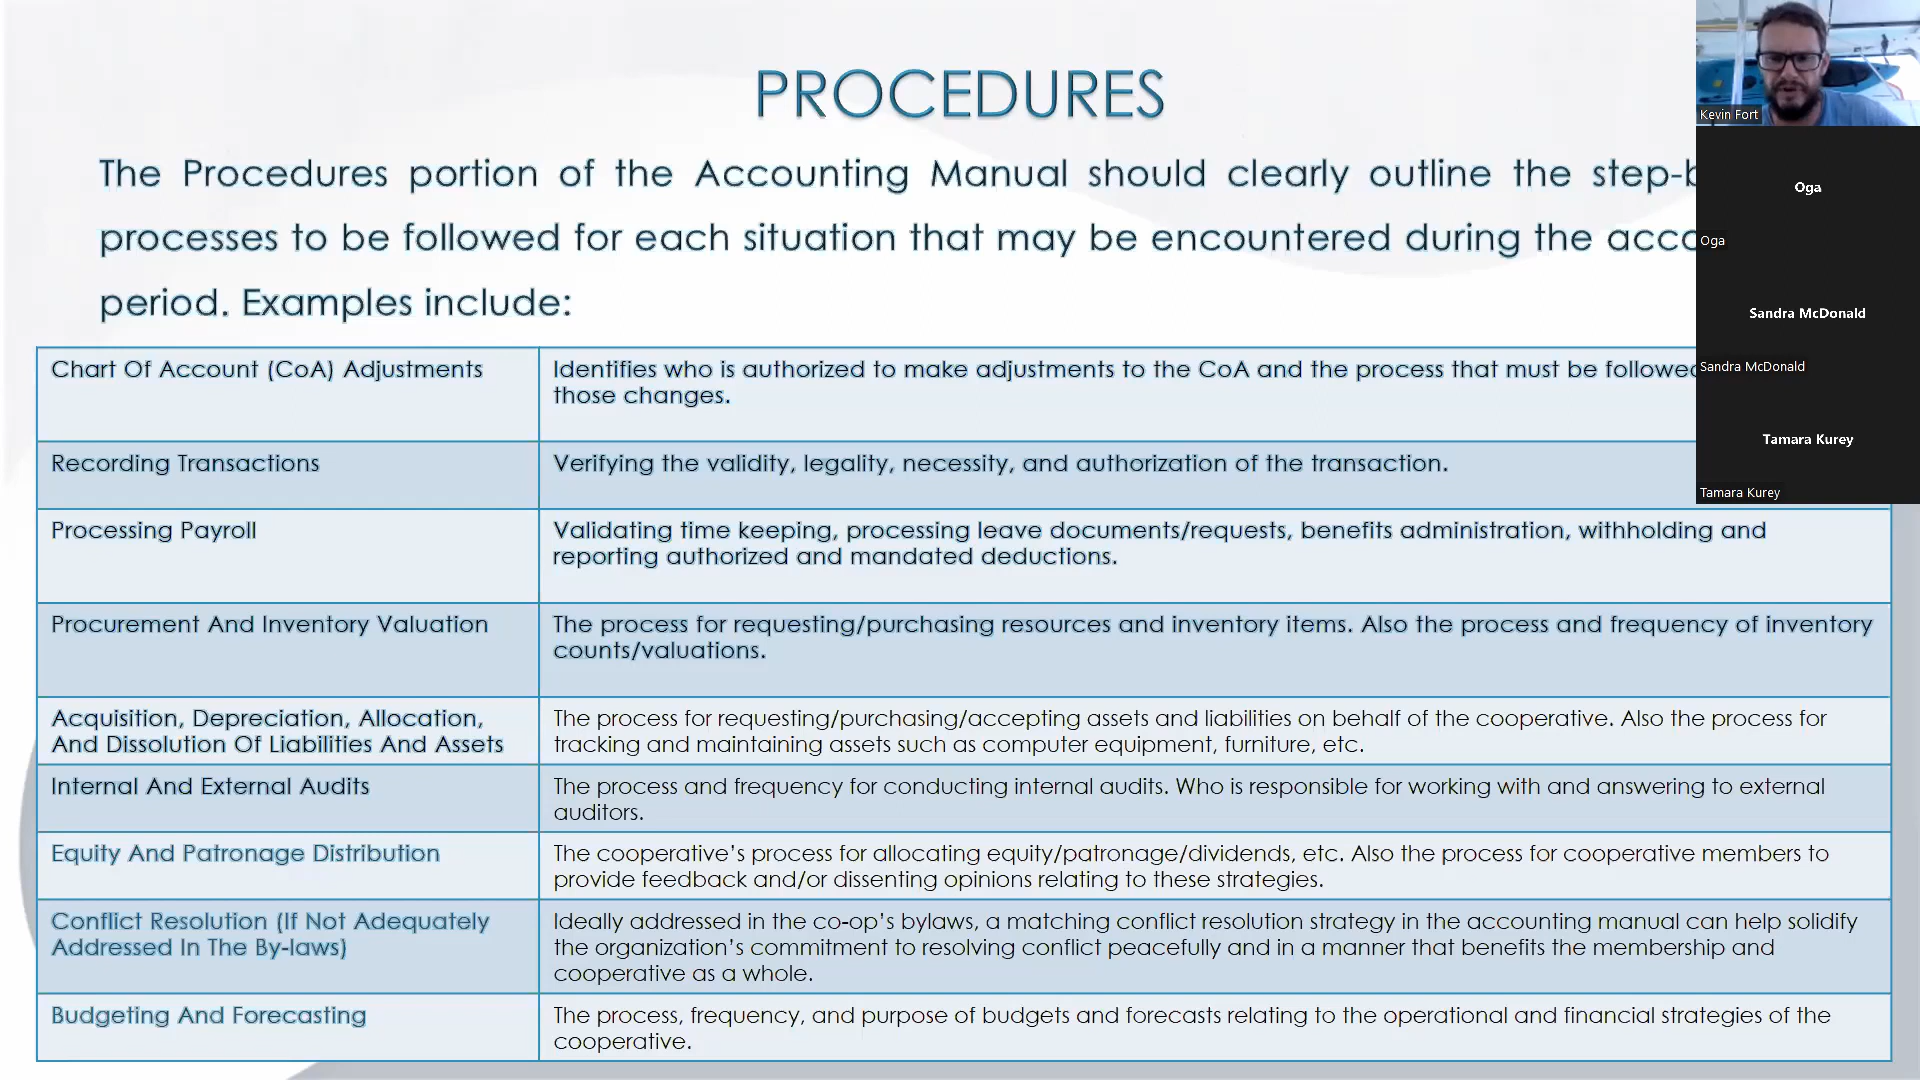 PROCEDURES
The Procedures portion of the Accounting Manual should clearly outline the
processes to be followed for each situation that may be encountered during the
period. Examples include:
Chart Of Account (CoA) Adjustments
Identifies who is authorized to make adjustments to the CoA and the process that must be
those changes.
Recording Transactions
Verifying the validity, legality, necessity, and authorization of the transaction.
Processing Payroll
Validating time keeping, processing leave documents/requests, benefits administration, withholding and
reporting authorized and mandated deductions.
Procurement And Inventory Valuation
The process for requesting/purchasing resources and inventory items. Also the process and frequency of inventory
counts/valuations.
Acquisition, Depreciation, Allocation,
And Dissolution Of Liabilities And Assets
The process for requesting/purchasing/accepting assets and liabilities on behalf of the cooperative. Also the process for
tracking and maintaining assets such as computer equipment, furniture, etc.
Internal And External Audits
The process and frequency for conducting internal audits. Who is responsible for working with and answering to external
auditors.
Equity And Patronage Distribution
The cooperative’s process for allocating equity/patronage/dividends, etc. Also the process for cooperative members to
provide feedback and/or dissenting opinions relating to these strategies.
Conflict Resolution (If Not Adequately
Addressed In The By-laws)
Ideally addressed in the co-op’s bylaws, a matching conflict resolution strategy in the accounting manual can help solidify
the organization’s commitment to resolving conflict peacefully and in a manner that benefits the membership and
cooperative as a whole.
Budgeting And Forecasting
The process, frequency, and purpose of budgets and forecasts relating to the operational and financial strategies of the
cooperative.
Kevin Fort
Oga
Oga
Sandra McDonald
Sandra McDonald
Tamara Kurey
Tamara Kurey